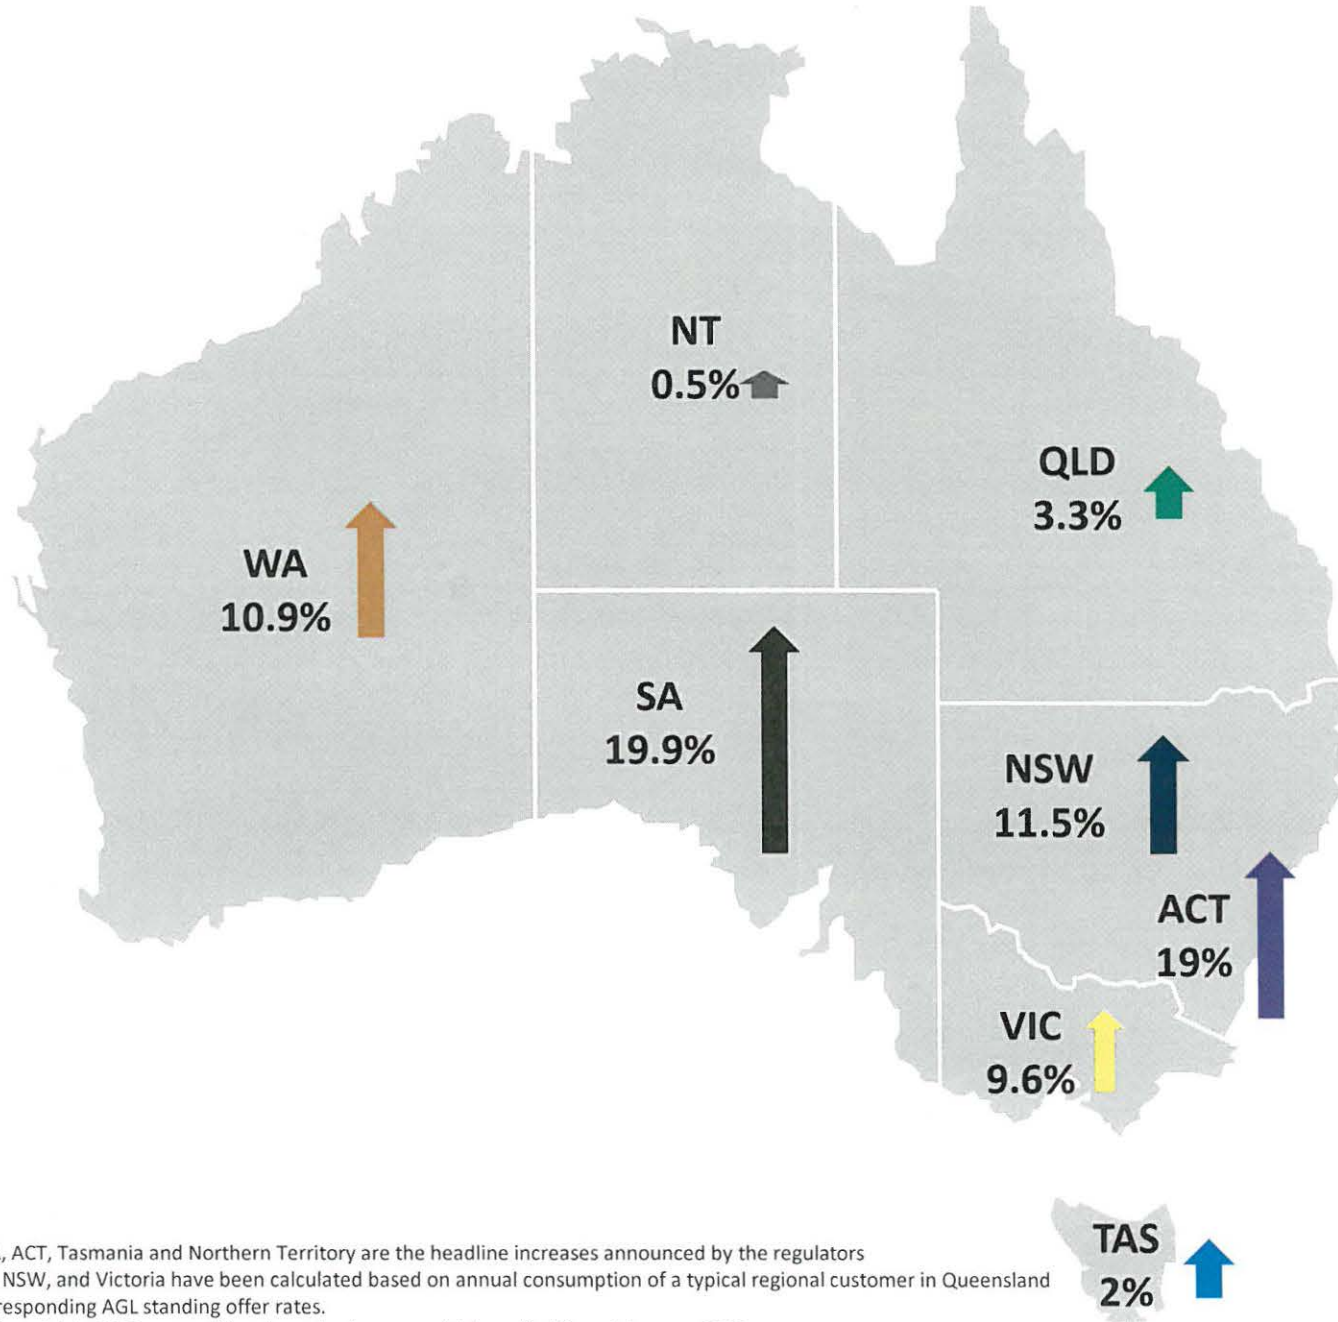 NT
0.5%
QLD
3.3%
WA
10.9%
SA
19.9%
NSW
11.5%
ACT
19%
VIC
9.6%
TAS
2%
, ACT, Tasmania and Northern Territory are the headline increases announced by the regulators
NSW, and Victoria have been calculated based on annual consumption of a typical regional customer in Queensland
responding AGL standing offer rates.